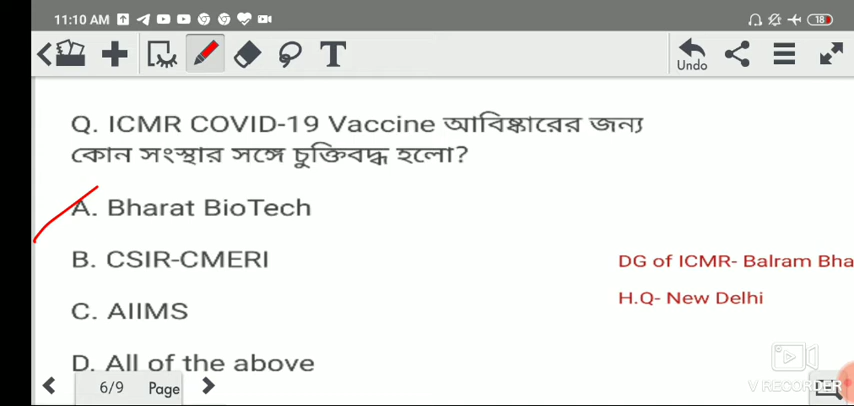 11:10 AM
18
Undo
Q. ICMR COVID-19 Vaccine আবিষ্কারের জন্য
কোন সংস্থার সঙ্গে চুক্তিবদ্ধ হলো?
A. Bharat BioTech
B. CSIR-CMERI
DG of ICMR- Balram Bha
H.Q- New Delhi
C. AIIMS
D. All of the above
6/9 Page
V RECORDER